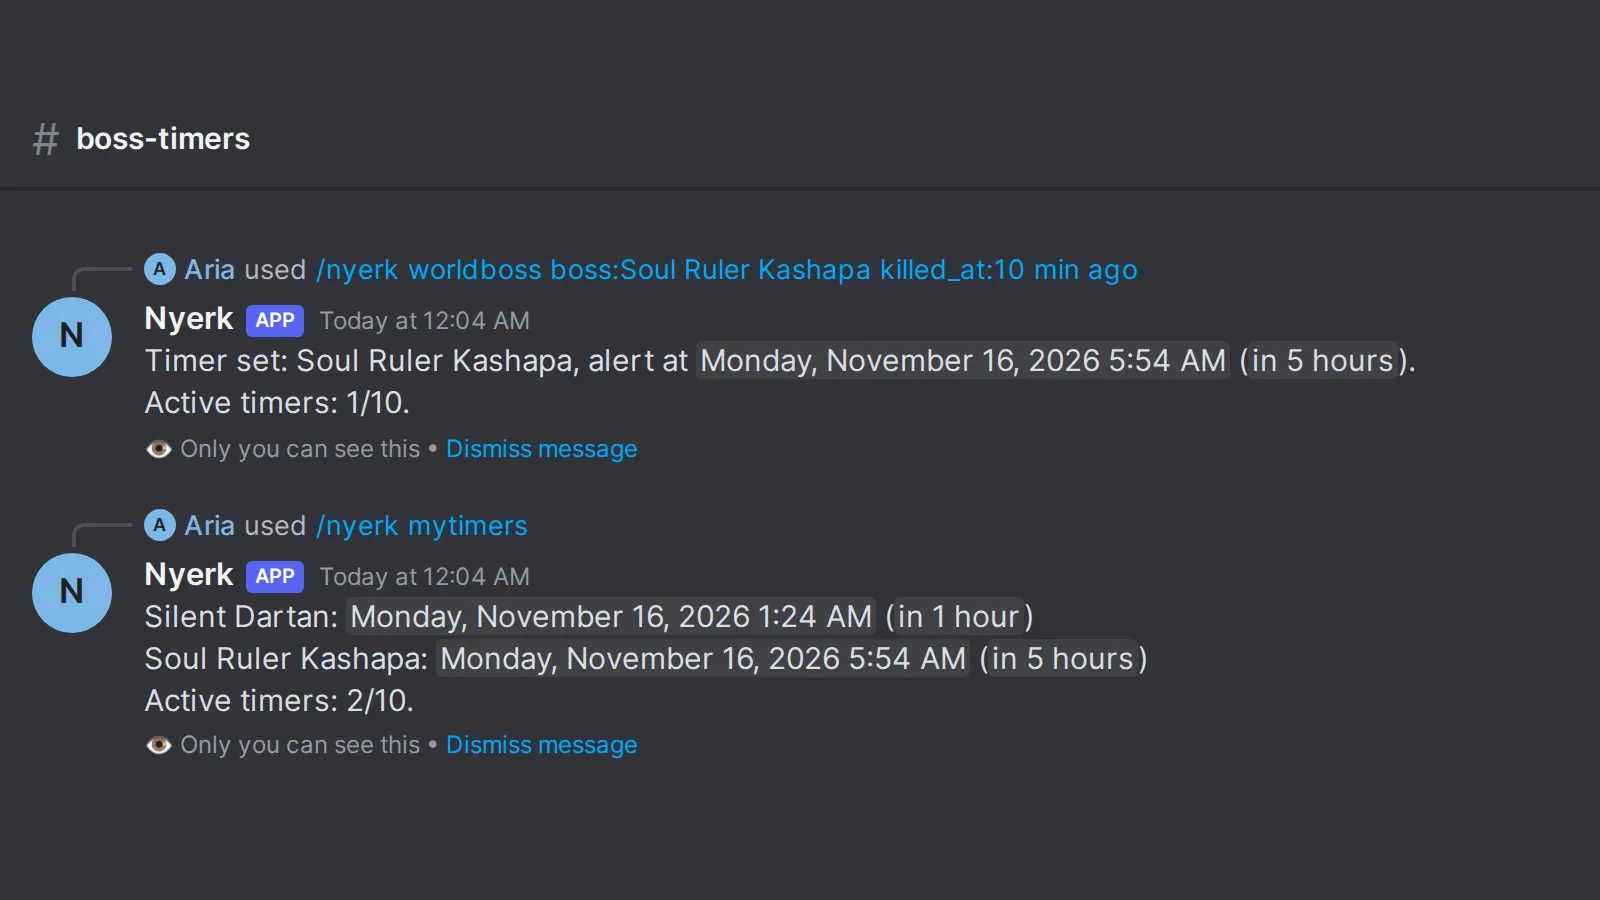 # boss-timers
A Aria used /nyerk worldboss boss:Soul Ruler Kashapa killed_at:10 min ago
N
Nyerk APP Today at 12:04 AM
Timer set: Soul Ruler Kashapa, alert at Monday, November 16, 2026 5:54 AM (in 5 hours).
Active timers: 1/10.
Only you can see this • Dismiss message
A Aria used /nyerk mytimers
N
Nyerk APP Today at 12:04 AM
Silent Dartan: Monday, November 16, 2026 1:24 AM (in 1 hour)
Soul Ruler Kashapa: Monday, November 16, 2026 5:54 AM (in 5 hours)
Active timers: 2/10.
Only you can see this • Dismiss message